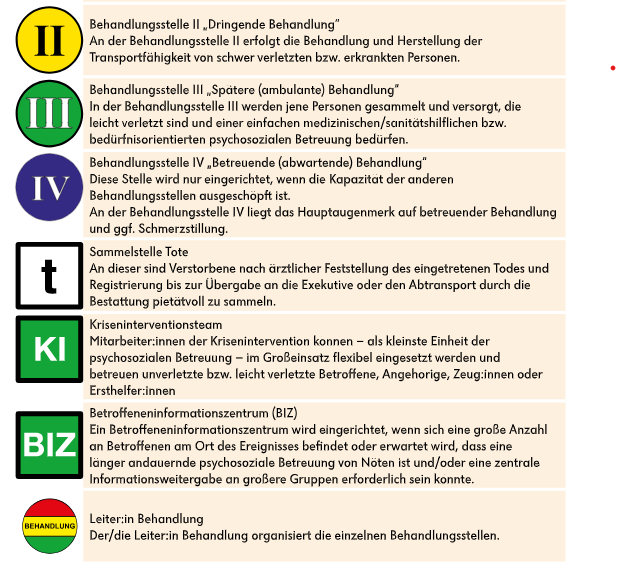 II
Behandlungsstelle II „Dringende Behandlung“
An der Behandlungsstelle II erfolgt die Behandlung und Herstellung der
Transportfähigkeit von schwer verletzten bzw. erkrankten Personen.
III
Behandlungsstelle III „Spätere (ambulante) Behandlung“
In der Behandlungsstelle III werden jene Personen gesammelt und versorgt, die
leicht verletzt sind und einer einfachen medizinischen/sanitätshilflichen bzw.
bedürfnisorientierten psychosozialen Betreuung bedürfen.
IV
Behandlungsstelle IV „Betreuende (abwartende) Behandlung“
Diese Stelle wird nur eingerichtet, wenn die Kapazität der anderen
Behandlungsstellen ausgeschöpft ist.
An der Behandlungsstelle IV liegt das Hauptaugenmerk auf betreuender Behandlung
und ggf. Schmerzstillung.
t
Sammelstelle Tote
An dieser sind Verstorbene nach ärztlicher Feststellung des eingetretenen Todes und
Registrierung bis zur Übergabe an die Exekutive oder den Abtransport durch die
Bestattung pietätvoll zu sammeln.
KI
Kriseninterventionsteam
Mitarbeiter:innen der Krisenintervention konnen – als kleinste Einheit der
psychosozialen Betreuung – im Großeinsatz flexibel eingesetzt werden und
betreuen unverletzte bzw. leicht verletzte Betroffene, Angehorige, Zeug:innen oder
Ersthelfer:innen
BIZ
Betroffeneninformationszentrum (BIZ)
Ein Betroffeneninformationszentrum wird eingerichtet, wenn sich eine große Anzahl
an Betroffenen am Ort des Ereignisses befindet oder erwartet wird, dass eine
länger andauernde psychosoziale Betreuung von Nöten ist und/oder eine zentrale
Informationsweitergabe an großere Gruppen erforderlich sein konnte.
BEHANDLUNG
Leiter:in Behandlung
Der/die Leiter:in Behandlung organisiert die einzelnen Behandlungsstellen.